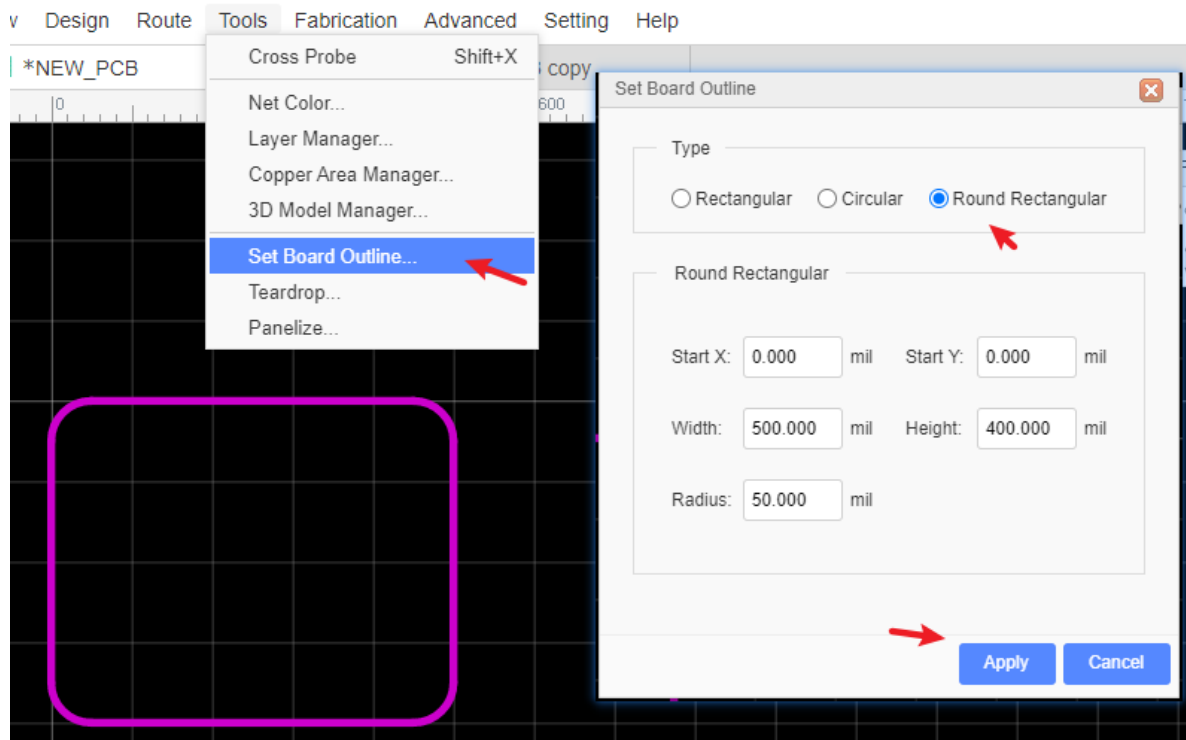 Design Route Tools Fabrication Advanced Setting Help
*NEW_PCB
copy
0
600
Cross Probe Shift+X
Net Color...
Layer Manager...
Copper Area Manager...
3D Model Manager...
Set Board Outline...
Teardrop...
Panelize...
Set Board Outline
Type
Rectangular Circular Round Rectangular
Round Rectangular
Start X: 0.000 mil Start Y: 0.000 mil
Width: 500.000 mil Height: 400.000 mil
Radius: 50.000 mil
Apply Cancel